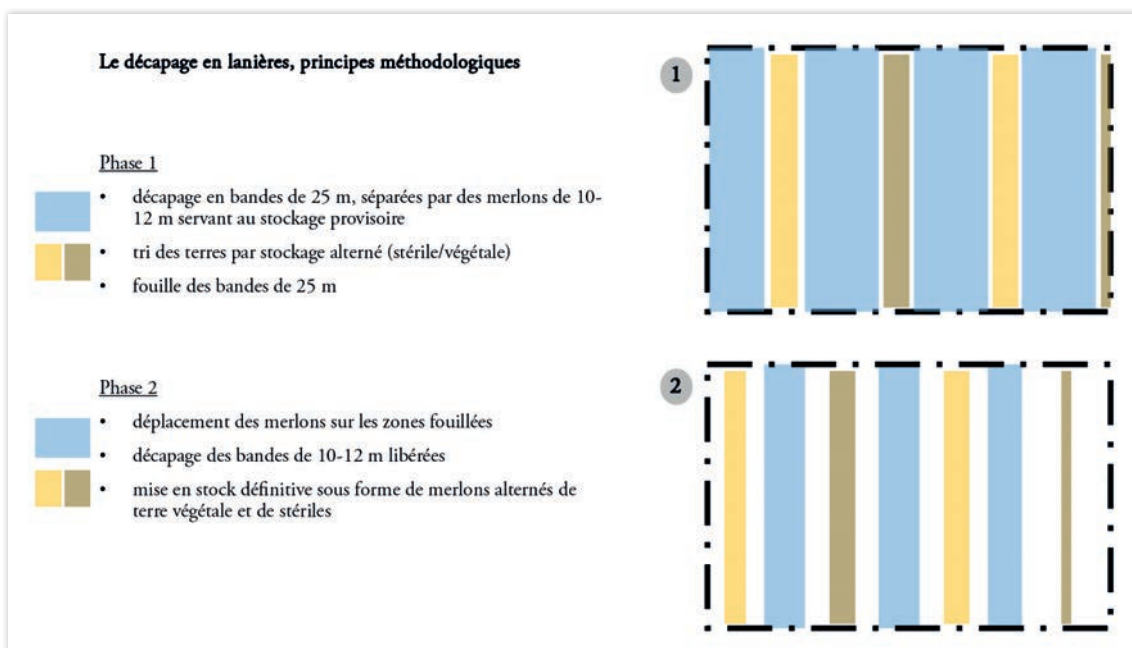 Le décapage en lanières, principes méthodologiques
1
Phase 1
• décapage en bandes de 25 m, séparées par des merlons de 10-
12 m servant au stockage provisoire
• tri des terres par stockage alterné (stérile/végétale)
• fouille des bandes de 25 m
2
Phase 2
• déplacement des merlons sur les zones fouillées
• décapage des bandes de 10-12 m libérées
• mise en stock définitive sous forme de merlons alternés de
terre végétale et de stériles